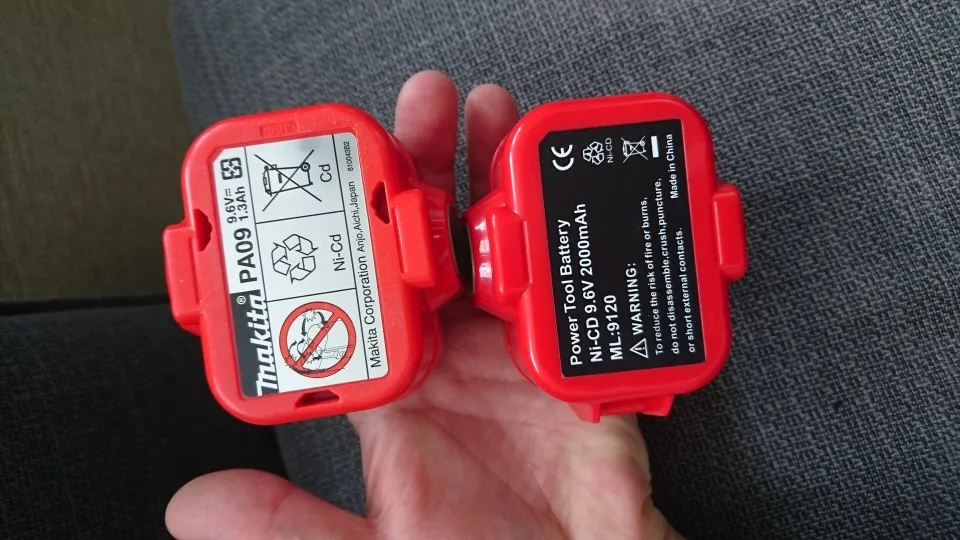 makita® PA09 9.6V⎓
1.3Ah
Ni-Cd
Cd
Makita Corporation Anjo,Aichi,Japan 81004382
Power Tool Battery
Ni-CD 9.6V 2000mAh
ML:9120
⚠ WARNING:
To reduce the risk of fire or burns,
do not disassemble,crush,puncture,
or short external contacts.
CE
NI-CD
Made in China